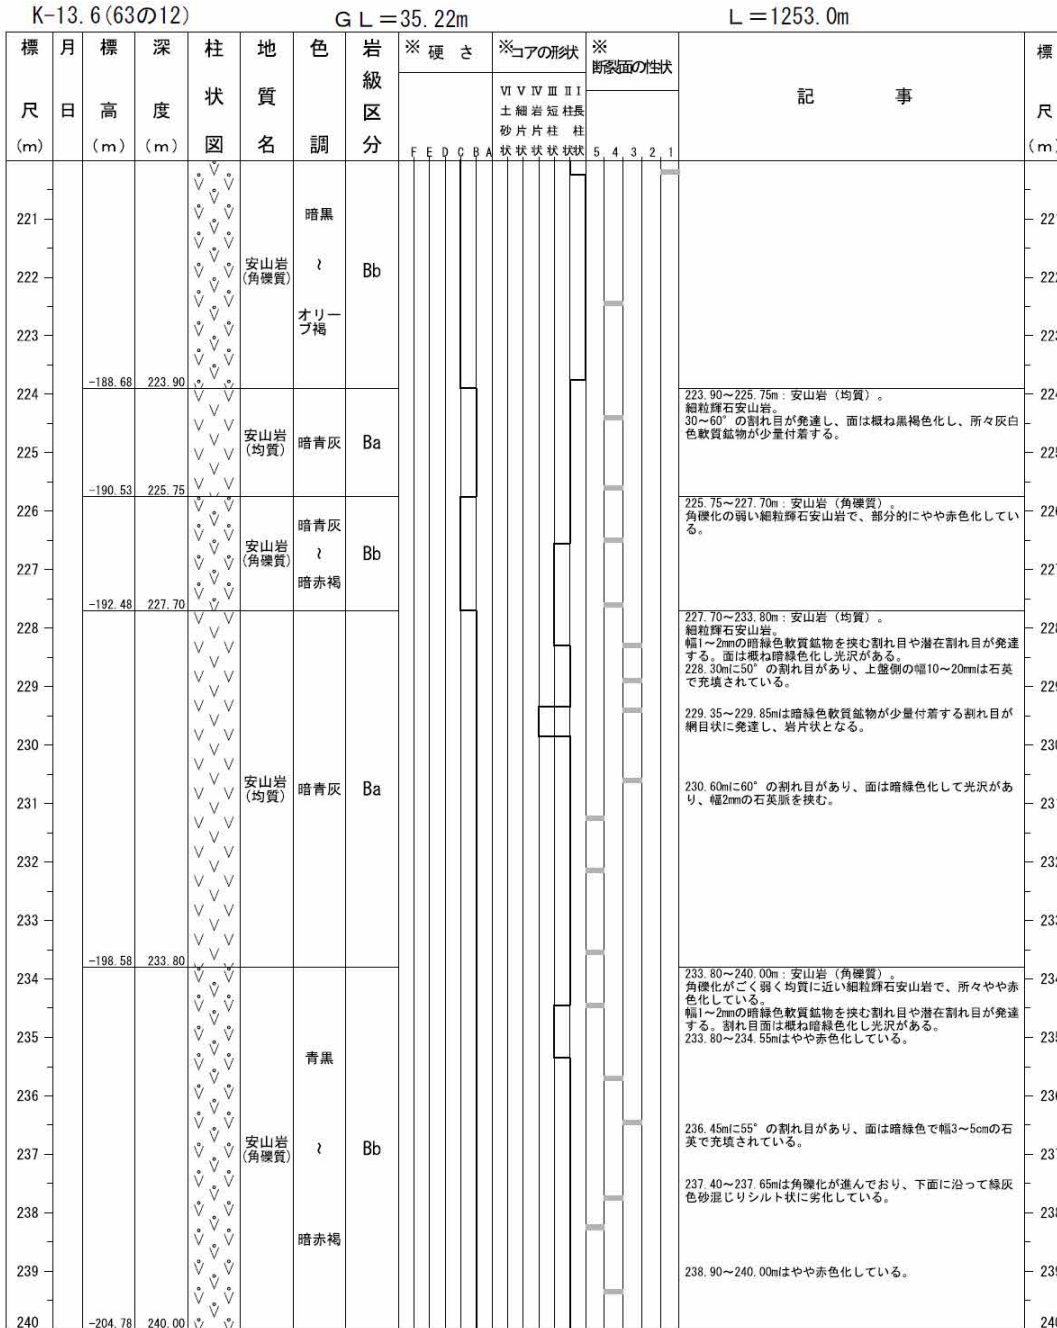 K-13.6(63の12)
GL=35.22m
L=1253.0m
標尺(m)
月日
標高(m)
深度(m)
柱状図
地質名
色調
岩級区分
※硬さ
F E D C B A
※コアの形状
VI 土砂状
V 細片状
IV 岩片状
III 短柱状
II 柱状
I 長柱状
※断裂面の性状
5 4 3 2 1
記事
標尺(m)
221
222
223
224
225
226
227
228
229
230
231
232
233
234
235
236
237
238
239
240
-188.68 223.90
-190.53 225.75
-192.48 227.70
-198.58 233.80
-204.78 240.00
安山岩
(角礫質)
暗黒
~
オリー
ブ褐
Bb
安山岩
(均質)
暗青灰
Ba
安山岩
(角礫質)
暗青灰
~
暗赤褐
Bb
安山岩
(均質)
暗青灰
Ba
安山岩
(角礫質)
青黒
~
暗赤褐
Bb
223.90~225.75m:安山岩(均質)。
細粒輝石安山岩。
30~60°の割れ目が発達し、面は概ね黒褐色化し、所々灰白
色軟質鉱物が少量付着する。
225.75~227.70m:安山岩(角礫質)。
角礫化の弱い細粒輝石安山岩で、部分的にやや赤色化してい
る。
227.70~233.80m:安山岩(均質)。
細粒輝石安山岩。
幅1~2mmの暗緑色軟質鉱物を挟む割れ目や潜在割れ目が発達
する。面は概ね暗緑色化し光沢がある。
228.30mに50°の割れ目があり、上盤側の幅10~20mmは石英
で充填されている。
229.35~229.85mは暗緑色軟質鉱物が少量付着する割れ目が
網目状に発達し、岩片状となる。
230.60mに60°の割れ目があり、面は暗緑色化して光沢があ
り、幅2mmの石英脈を挟む。
233.80~240.00m:安山岩(角礫質)。
角礫化がごく弱く均質に近い細粒輝石安山岩で、所々やや赤
色化している。
幅1~2mmの暗緑色軟質鉱物を挟む割れ目や潜在割れ目が発達
する。割れ目面は概ね暗緑色化し光沢がある。
233.80~234.55mはやや赤色化している。
236.45mに55°の割れ目があり、面は暗緑色で幅3~5cmの石
英で充填されている。
237.40~237.65mは角礫化が進んでおり、下面に沿って緑灰
色砂混じりシルト状に劣化している。
238.90~240.00mはやや赤色化している。